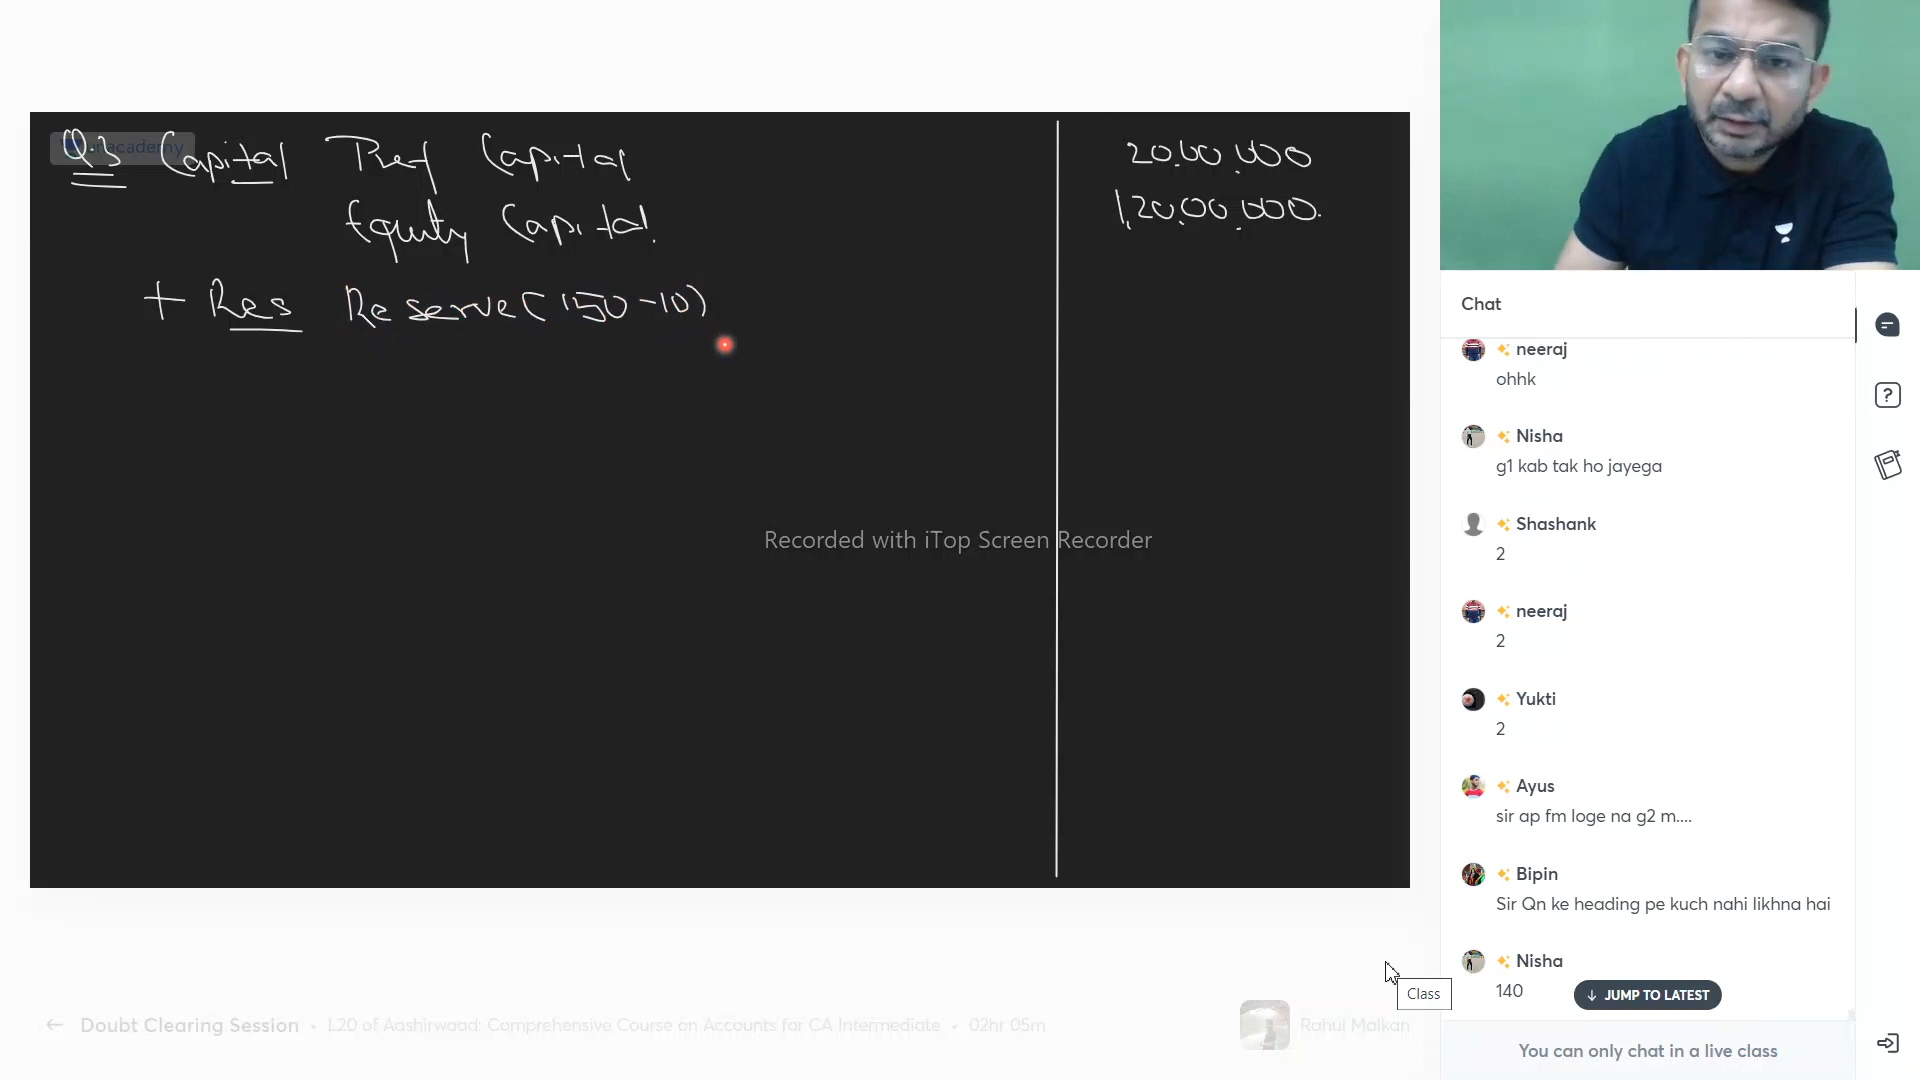 Q.3 Capital Pref Capital 20,00,000
Equity Capital. 1,20,00,000.
+ Res Reserve (150-10)
Recorded with iTop Screen Recorder
Chat
neeraj
ohhk
Nisha
g1 kab tak ho jayega
Shashank
2
neeraj
2
Yukti
2
Ayus
sir ap fm loge na g2 m....
Bipin
Sir Qn ke heading pe kuch nahi likhna hai
Nisha
140
↓ JUMP TO LATEST
Class
← Doubt Clearing Session • L20 of Aashirwaad: Comprehensive Course on Accounts for CA Intermediate • 02hr 05m
Rahul Malkan
You can only chat in a live class